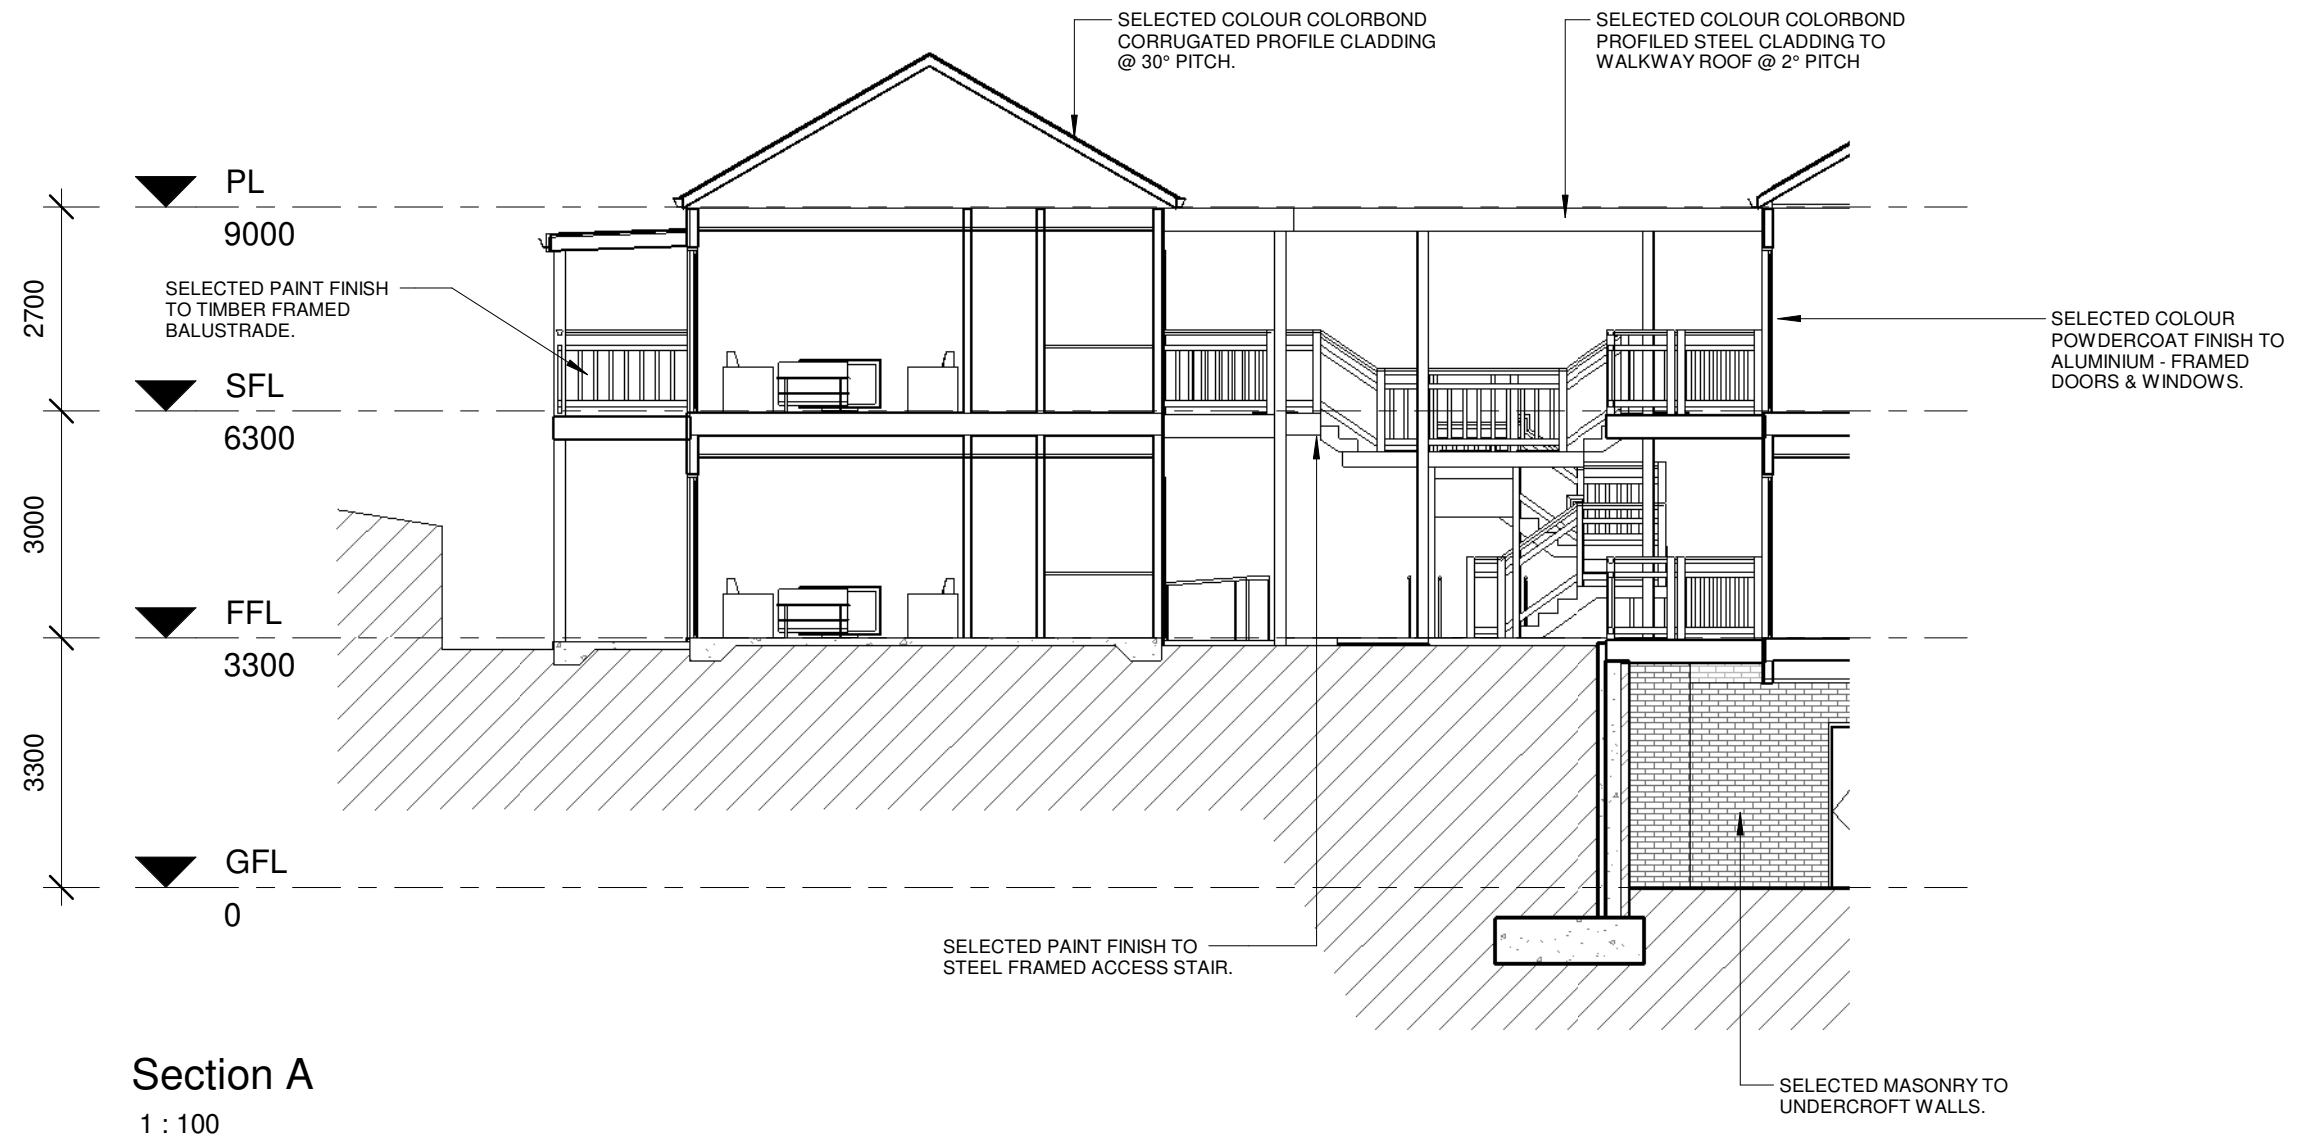 SELECTED COLOUR COLORBOND
CORRUGATED PROFILE CLADDING
@ 30° PITCH.
SELECTED COLOUR COLORBOND
PROFILED STEEL CLADDING TO
WALKWAY ROOF @ 2° PITCH
PL
9000
2700
SELECTED PAINT FINISH
TO TIMBER FRAMED
BALUSTRADE.
SELECTED COLOUR
POWDERCOAT FINISH TO
ALUMINIUM - FRAMED
DOORS & WINDOWS.
SFL
6300
3000
FFL
3300
3300
GFL
0
SELECTED PAINT FINISH TO
STEEL FRAMED ACCESS STAIR.
SELECTED MASONRY TO
UNDERCROFT WALLS.
Section A
1 : 100